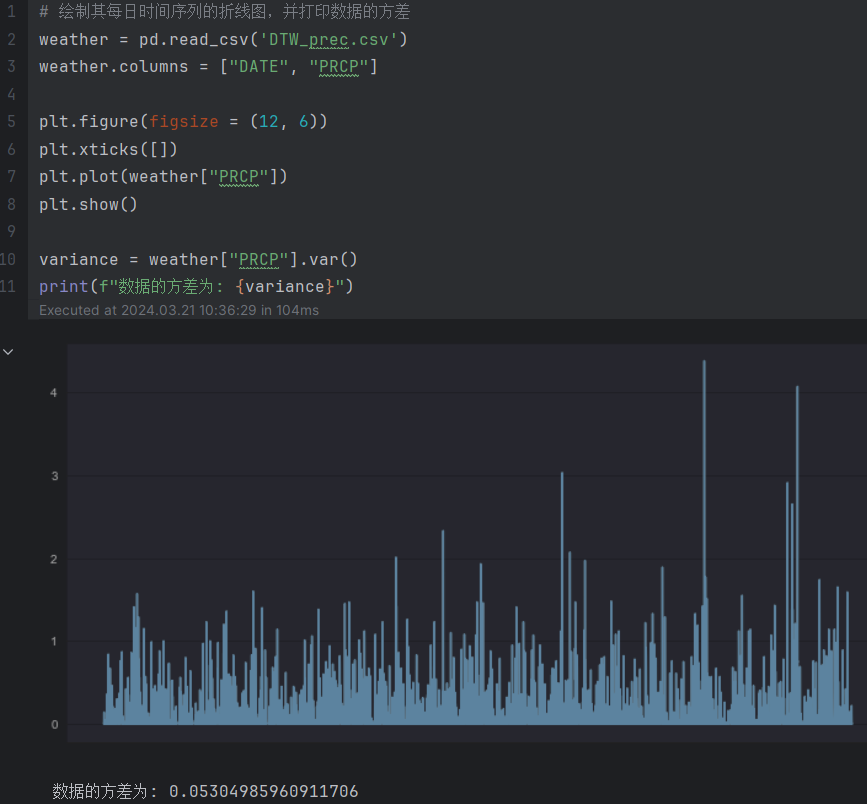 1 # 绘制其每日时间序列的折线图，并打印数据的方差
2 weather = pd.read_csv('DTW_prec.csv')
3 weather.columns = ["DATE", "PRCP"]
4
5 plt.figure(figsize = (12, 6))
6 plt.xticks([])
7 plt.plot(weather["PRCP"])
8 plt.show()
9
10 variance = weather["PRCP"].var()
11 print(f"数据的方差为: {variance}")
Executed at 2024.03.21 10:36:29 in 104ms
4
3
2
1
0
数据的方差为: 0.05304985960911706